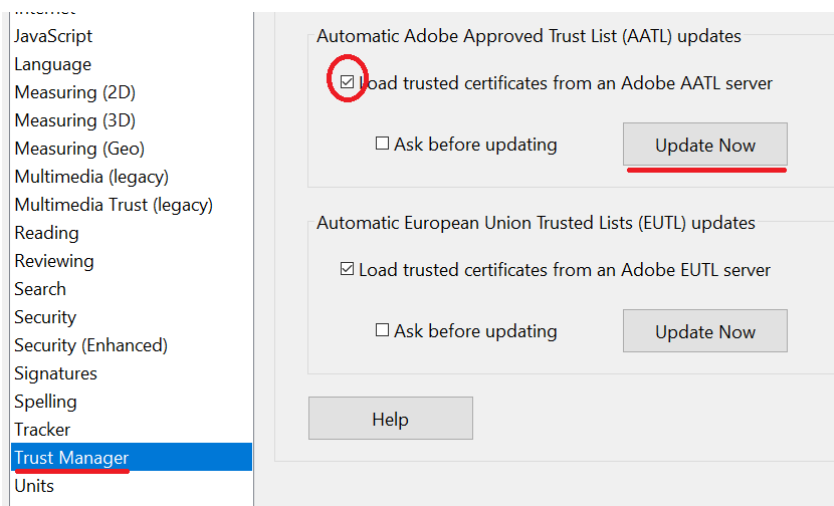 JavaScript
Language
Measuring (2D)
Measuring (3D)
Measuring (Geo)
Multimedia (legacy)
Multimedia Trust (legacy)
Reading
Reviewing
Search
Security
Security (Enhanced)
Signatures
Spelling
Tracker
Trust Manager
Units
Automatic Adobe Approved Trust List (AATL) updates
Load trusted certificates from an Adobe AATL server
Ask before updating
Update Now
Automatic European Union Trusted Lists (EUTL) updates
Load trusted certificates from an Adobe EUTL server
Ask before updating
Update Now
Help